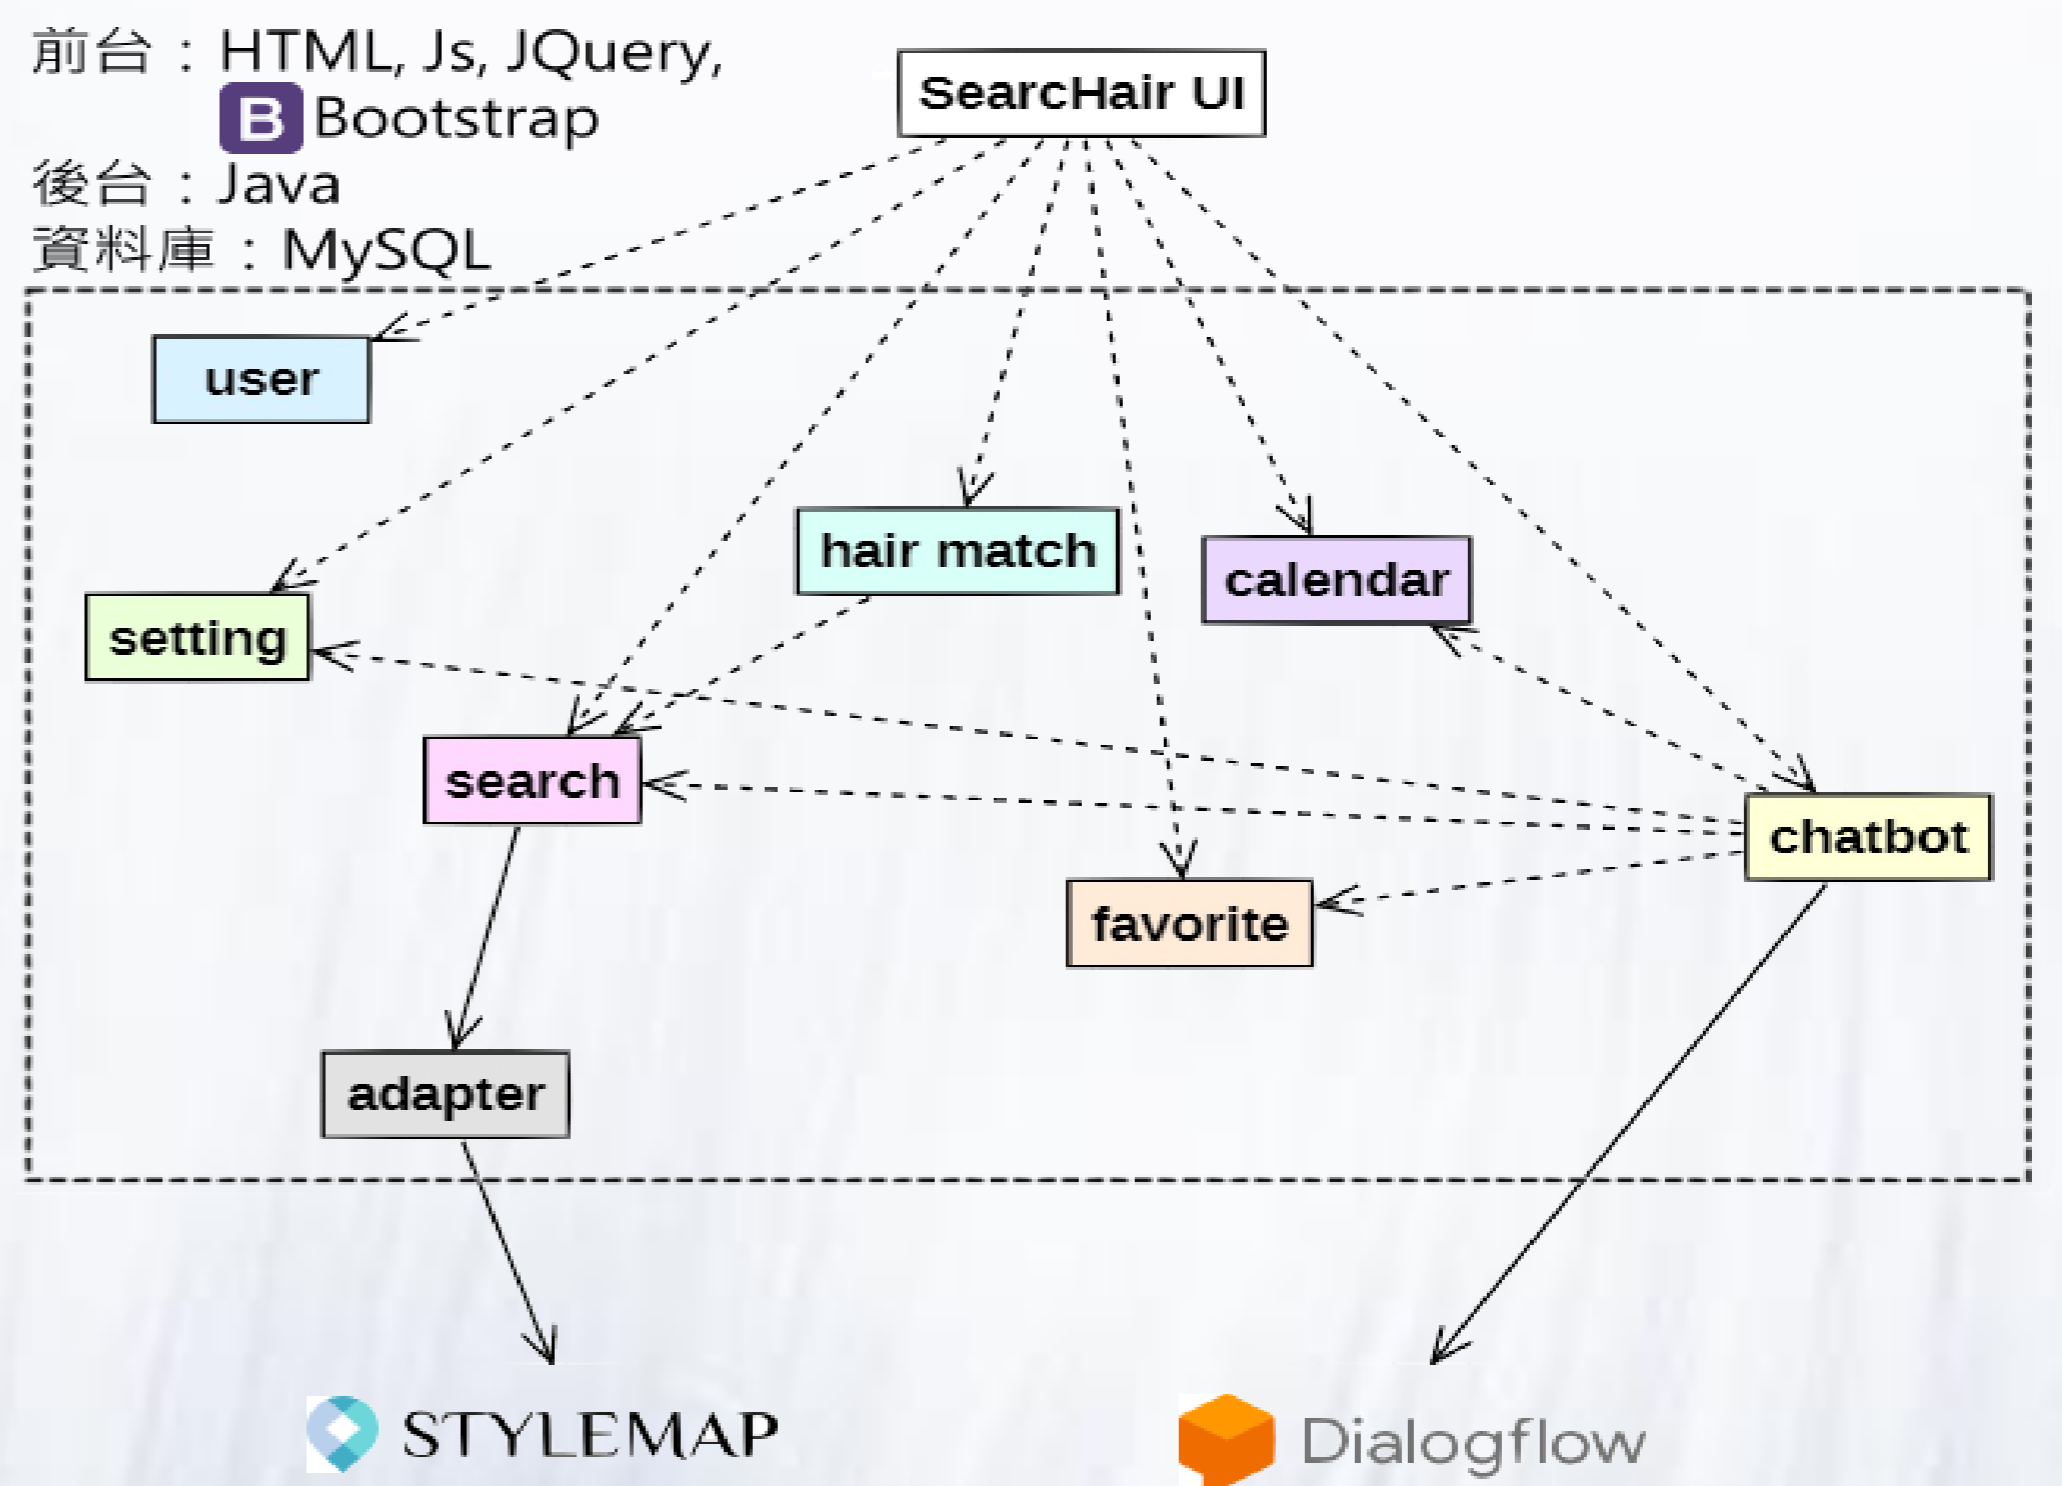 前台：HTML, Js, JQuery,
B Bootstrap
後台：Java
資料庫：MySQL
SearcHair UI
user
hair match
calendar
setting
search
chatbot
favorite
adapter
STYLEMAP
Dialogflow